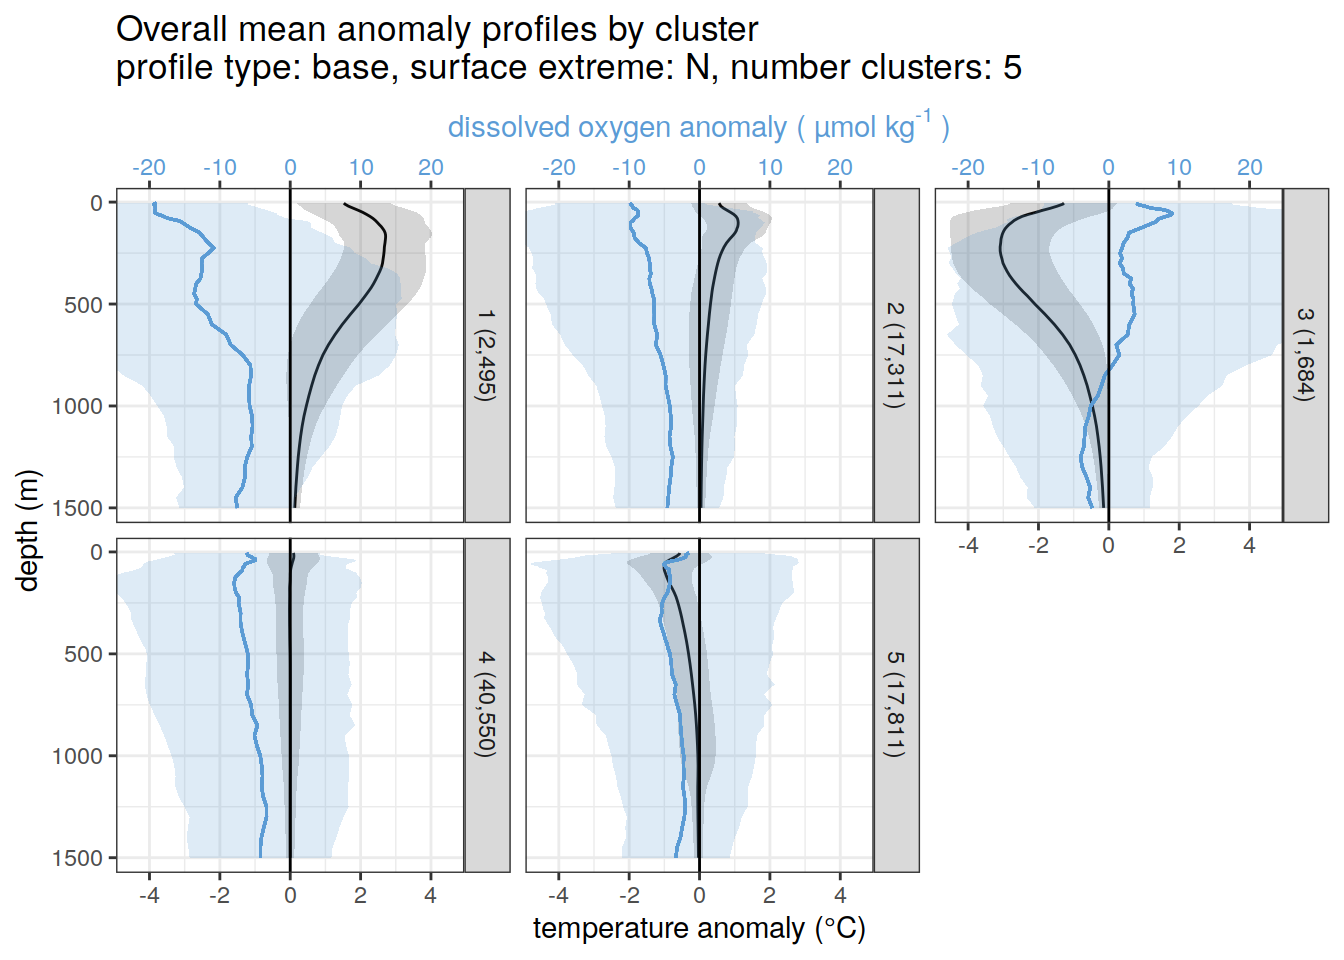 Overall mean anomaly profiles by cluster
profile type: base, surface extreme: N, number clusters: 5
dissolved oxygen anomaly ( µmol kg-1 )
-20 -10 0 10 20 -20 -10 0 10 20 -20 -10 0 10 20
0
500
1000
1500
1 (2,495)
2 (17,311)
3 (1,684)
-4 -2 0 2 4
depth (m)
0
500
1000
1500
4 (40,550)
5 (17,811)
-4 -2 0 2 4 -4 -2 0 2 4
temperature anomaly (°C)